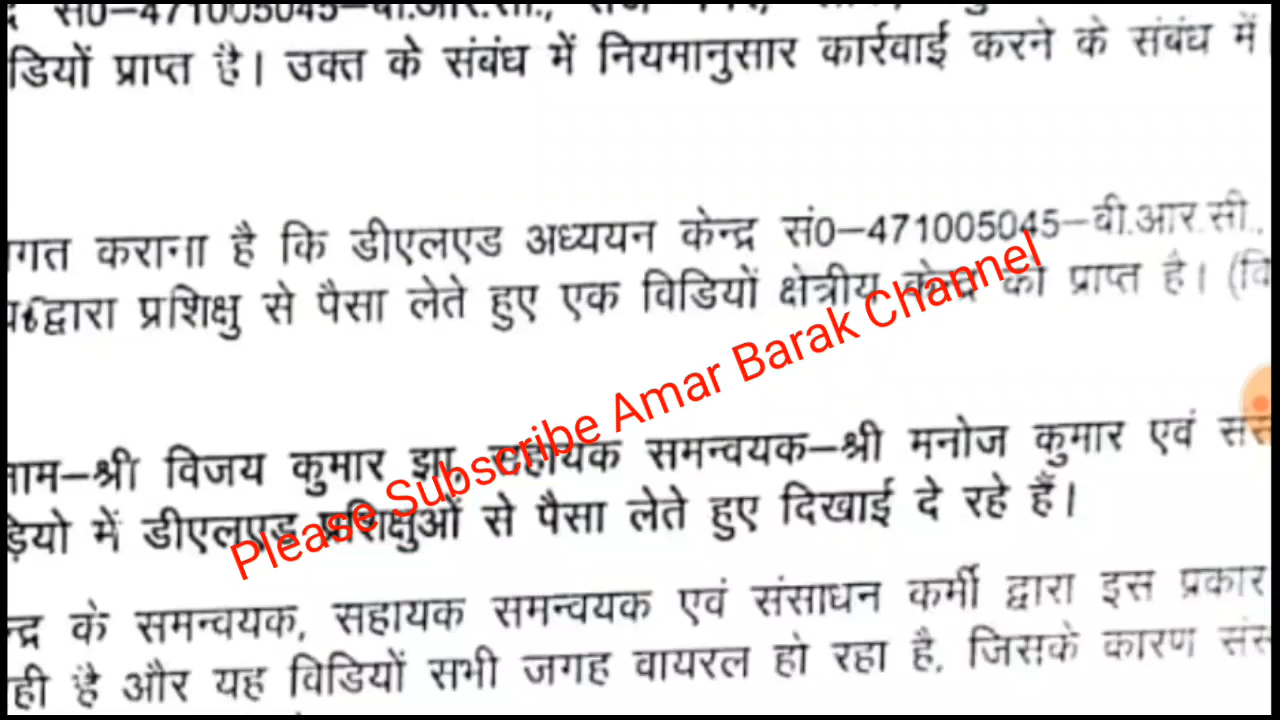 सं0–471005045–बी.आर.सी.,
डियों प्राप्त है। उक्त के संबंध में नियमानुसार कार्रवाई करने के संबंध में
गत कराना है कि डीएलएड अध्ययन केन्द्र सं0–471005045–बी.आर.सी.,
द्वारा प्रशिक्षु से पैसा लेते हुए एक विडियों क्षेत्रीय केन्द्र को प्राप्त है। (वि
नाम–श्री विजय कुमार झा, सहायक समन्वयक–श्री मनोज कुमार एवं संस
ड़ियो में डीएलएड प्रशिक्षुओं से पैसा लेते हुए दिखाई दे रहे हैं।
न्द्र के समन्वयक, सहायक समन्वयक एवं संसाधन कर्मी द्वारा इस प्रकार
ही है और यह विडियों सभी जगह वायरल हो रहा है, जिसके कारण संस
Please Subscribe Amar Barak Channel